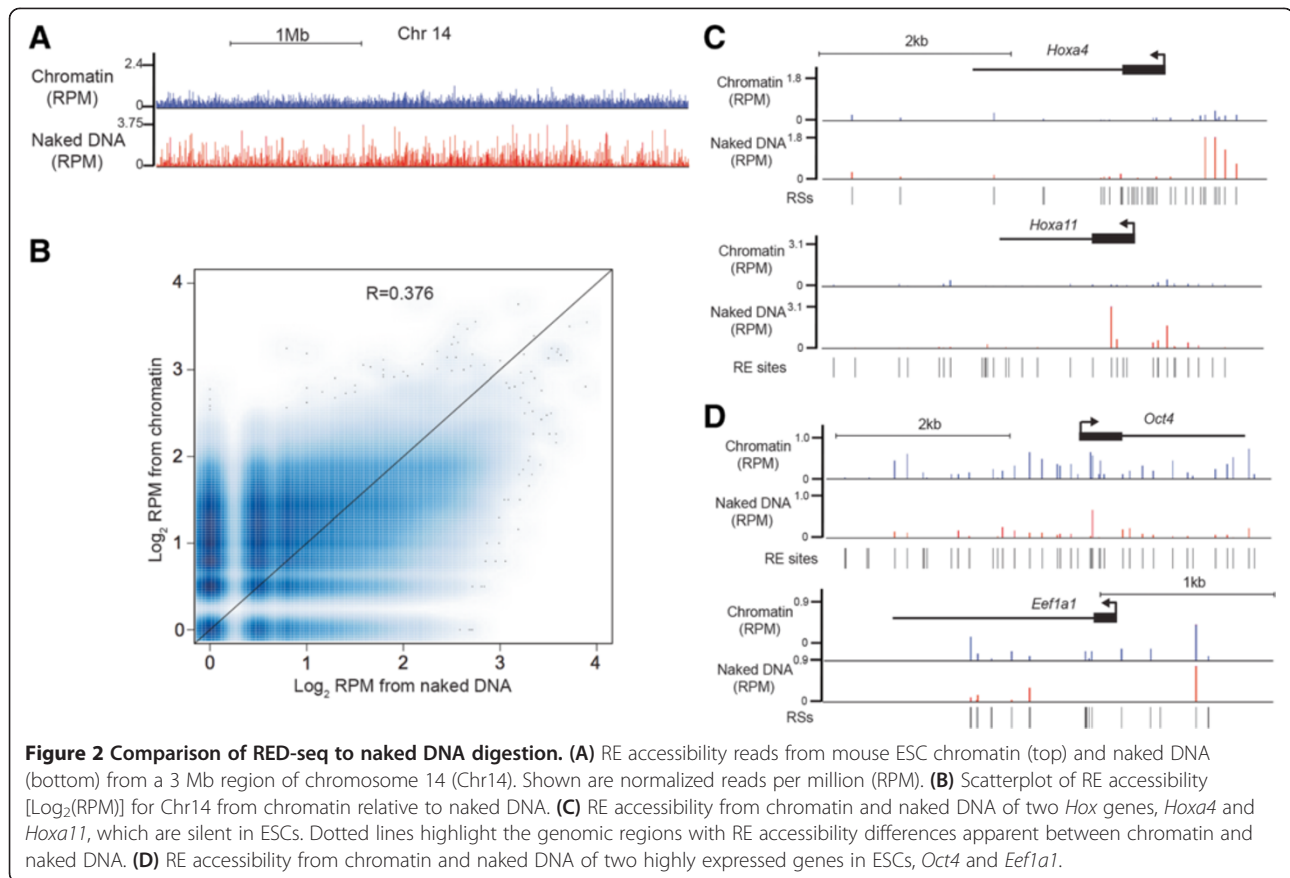 A
1Mb
Chr 14
Chromatin
(RPM)
2.4
0
Naked DNA
(RPM)
3.75
0
B
R=0.376
Log2 RPM from chromatin
4
3
2
1
0
0 1 2 3 4
Log2 RPM from naked DNA
C
2kb
Hoxa4
Chromatin
(RPM)
1.8
0
Naked DNA
(RPM)
1.8
0
RSs
Hoxa11
Chromatin
(RPM)
3.1
0
Naked DNA
(RPM)
3.1
0
RE sites
D
2kb
Oct4
Chromatin
(RPM)
1.0
0
Naked DNA
(RPM)
1.0
0
RE sites
1kb
Eef1a1
Chromatin
(RPM)
0.9
0
Naked DNA
(RPM)
0.9
0
RSs
Figure 2 Comparison of RED-seq to naked DNA digestion. (A) RE accessibility reads from mouse ESC chromatin (top) and naked DNA
(bottom) from a 3 Mb region of chromosome 14 (Chr14). Shown are normalized reads per million (RPM). (B) Scatterplot of RE accessibility
[Log2(RPM)] for Chr14 from chromatin relative to naked DNA. (C) RE accessibility from chromatin and naked DNA of two Hox genes, Hoxa4 and
Hoxa11, which are silent in ESCs. Dotted lines highlight the genomic regions with RE accessibility differences apparent between chromatin and
naked DNA. (D) RE accessibility from chromatin and naked DNA of two highly expressed genes in ESCs, Oct4 and Eef1a1.